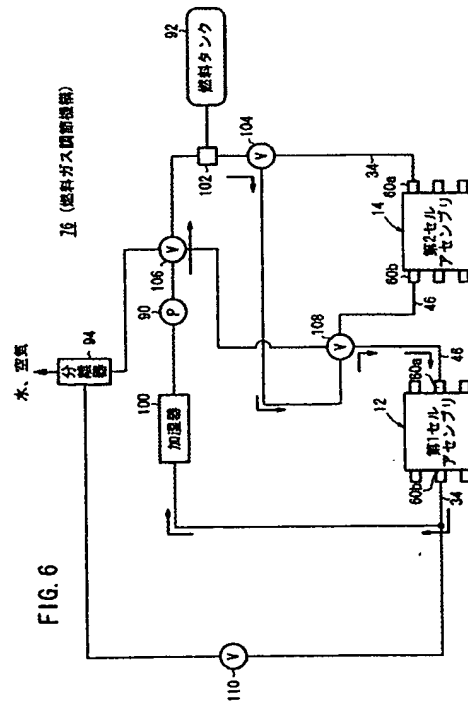 FIG. 6
76 (燃料ガス調節機構)
水、空気
分離器
94
燃料タンク
92
102
104
106
P
90
100
加湿器
V
V
V
V
108
110
34
60a
60b
14
第2セル
アセンブリ
46
46
60a
60b
12
第1セル
アセンブリ
34